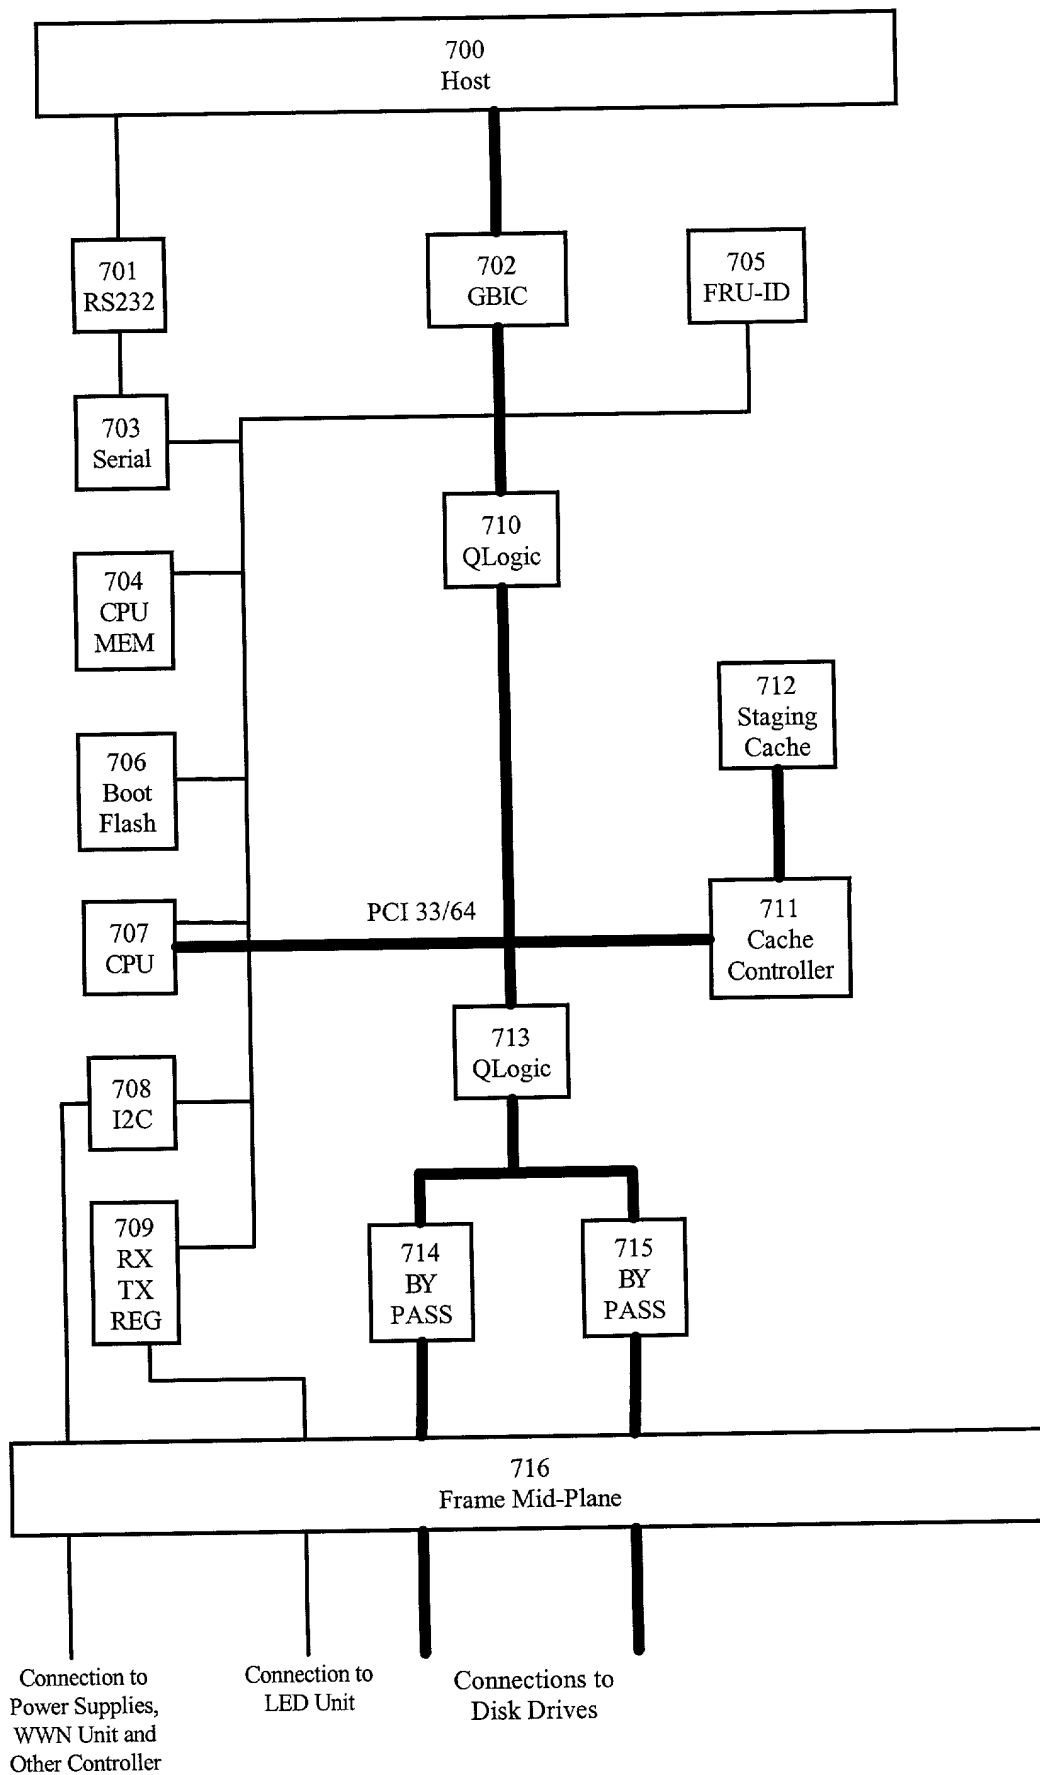 700
Host
701
RS232
702
GBIC
705
FRU-ID
703
Serial
710
QLogic
704
CPU
MEM
712
Staging
Cache
706
Boot
Flash
PCI 33/64
707
CPU
711
Cache
Controller
713
QLogic
708
I2C
709
RX
TX
REG
714
BY
PASS
715
BY
PASS
716
Frame Mid-Plane
Connection to
Power Supplies,
WWN Unit and
Other Controller
Connection to
LED Unit
Connections to
Disk Drives